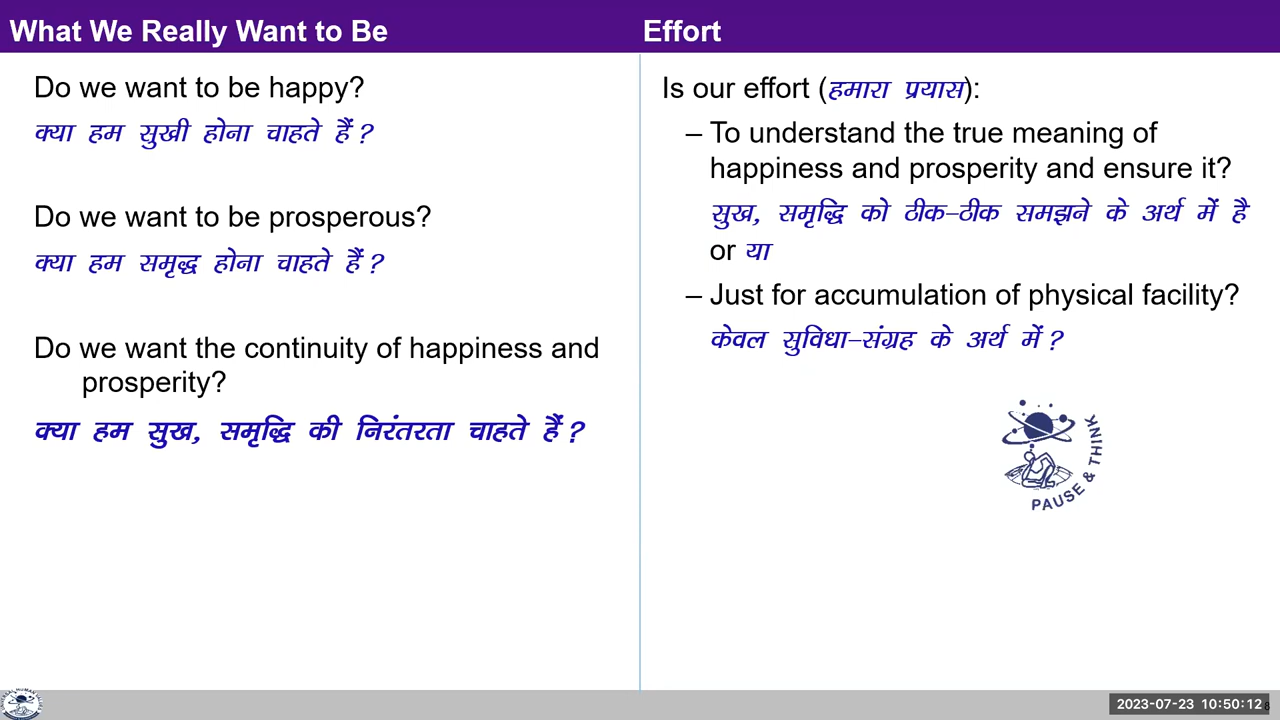 What We Really Want to Be
Do we want to be happy?
क्या हम सुखी होना चाहते हैं ?
Do we want to be prosperous?
क्या हम समृद्ध होना चाहते हैं ?
Do we want the continuity of happiness and
prosperity?
क्या हम सुख, समृद्धि की निरंतरता चाहते हैं ?
Effort
Is our effort (हमारा प्रयास):
– To understand the true meaning of
happiness and prosperity and ensure it?
सुख, समृद्धि को ठीक–ठीक समझने के अर्थ में है
or या
– Just for accumulation of physical facility?
केवल सुविधा–संग्रह के अर्थ में ?
PAUSE & THINK
2023-07-23 10:50:12
8